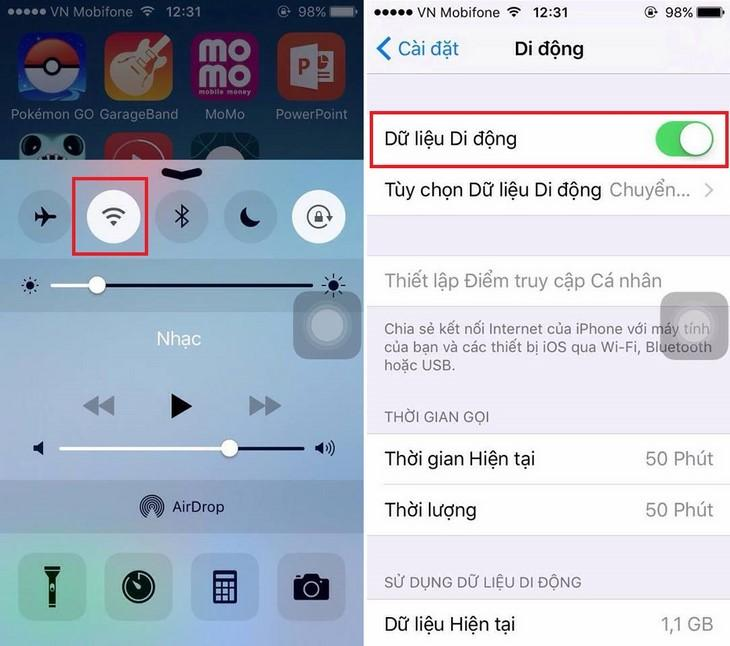 VN Mobifone 12:31 98%
Pokémon GO GarageBand MoMo PowerPoint
mo
mo
mobile money
P
Nhạc
AirDrop
VN Mobifone 12:31 98%
Cài đặt Di động
Dữ liệu Di động
Tùy chọn Dữ liệu Di động Chuyển...
Thiết lập Điểm truy cập Cá nhân
Chia sẻ kết nối Internet của iPhone với máy tính
của bạn và các thiết bị iOS qua Wi-Fi, Bluetooth
hoặc USB.
THỜI GIAN GỌI
Thời gian Hiện tại 50 Phút
Thời lượng 50 Phút
SỬ DỤNG DỮ LIỆU DI ĐỘNG
Dữ liệu Hiện tại 1,1 GB